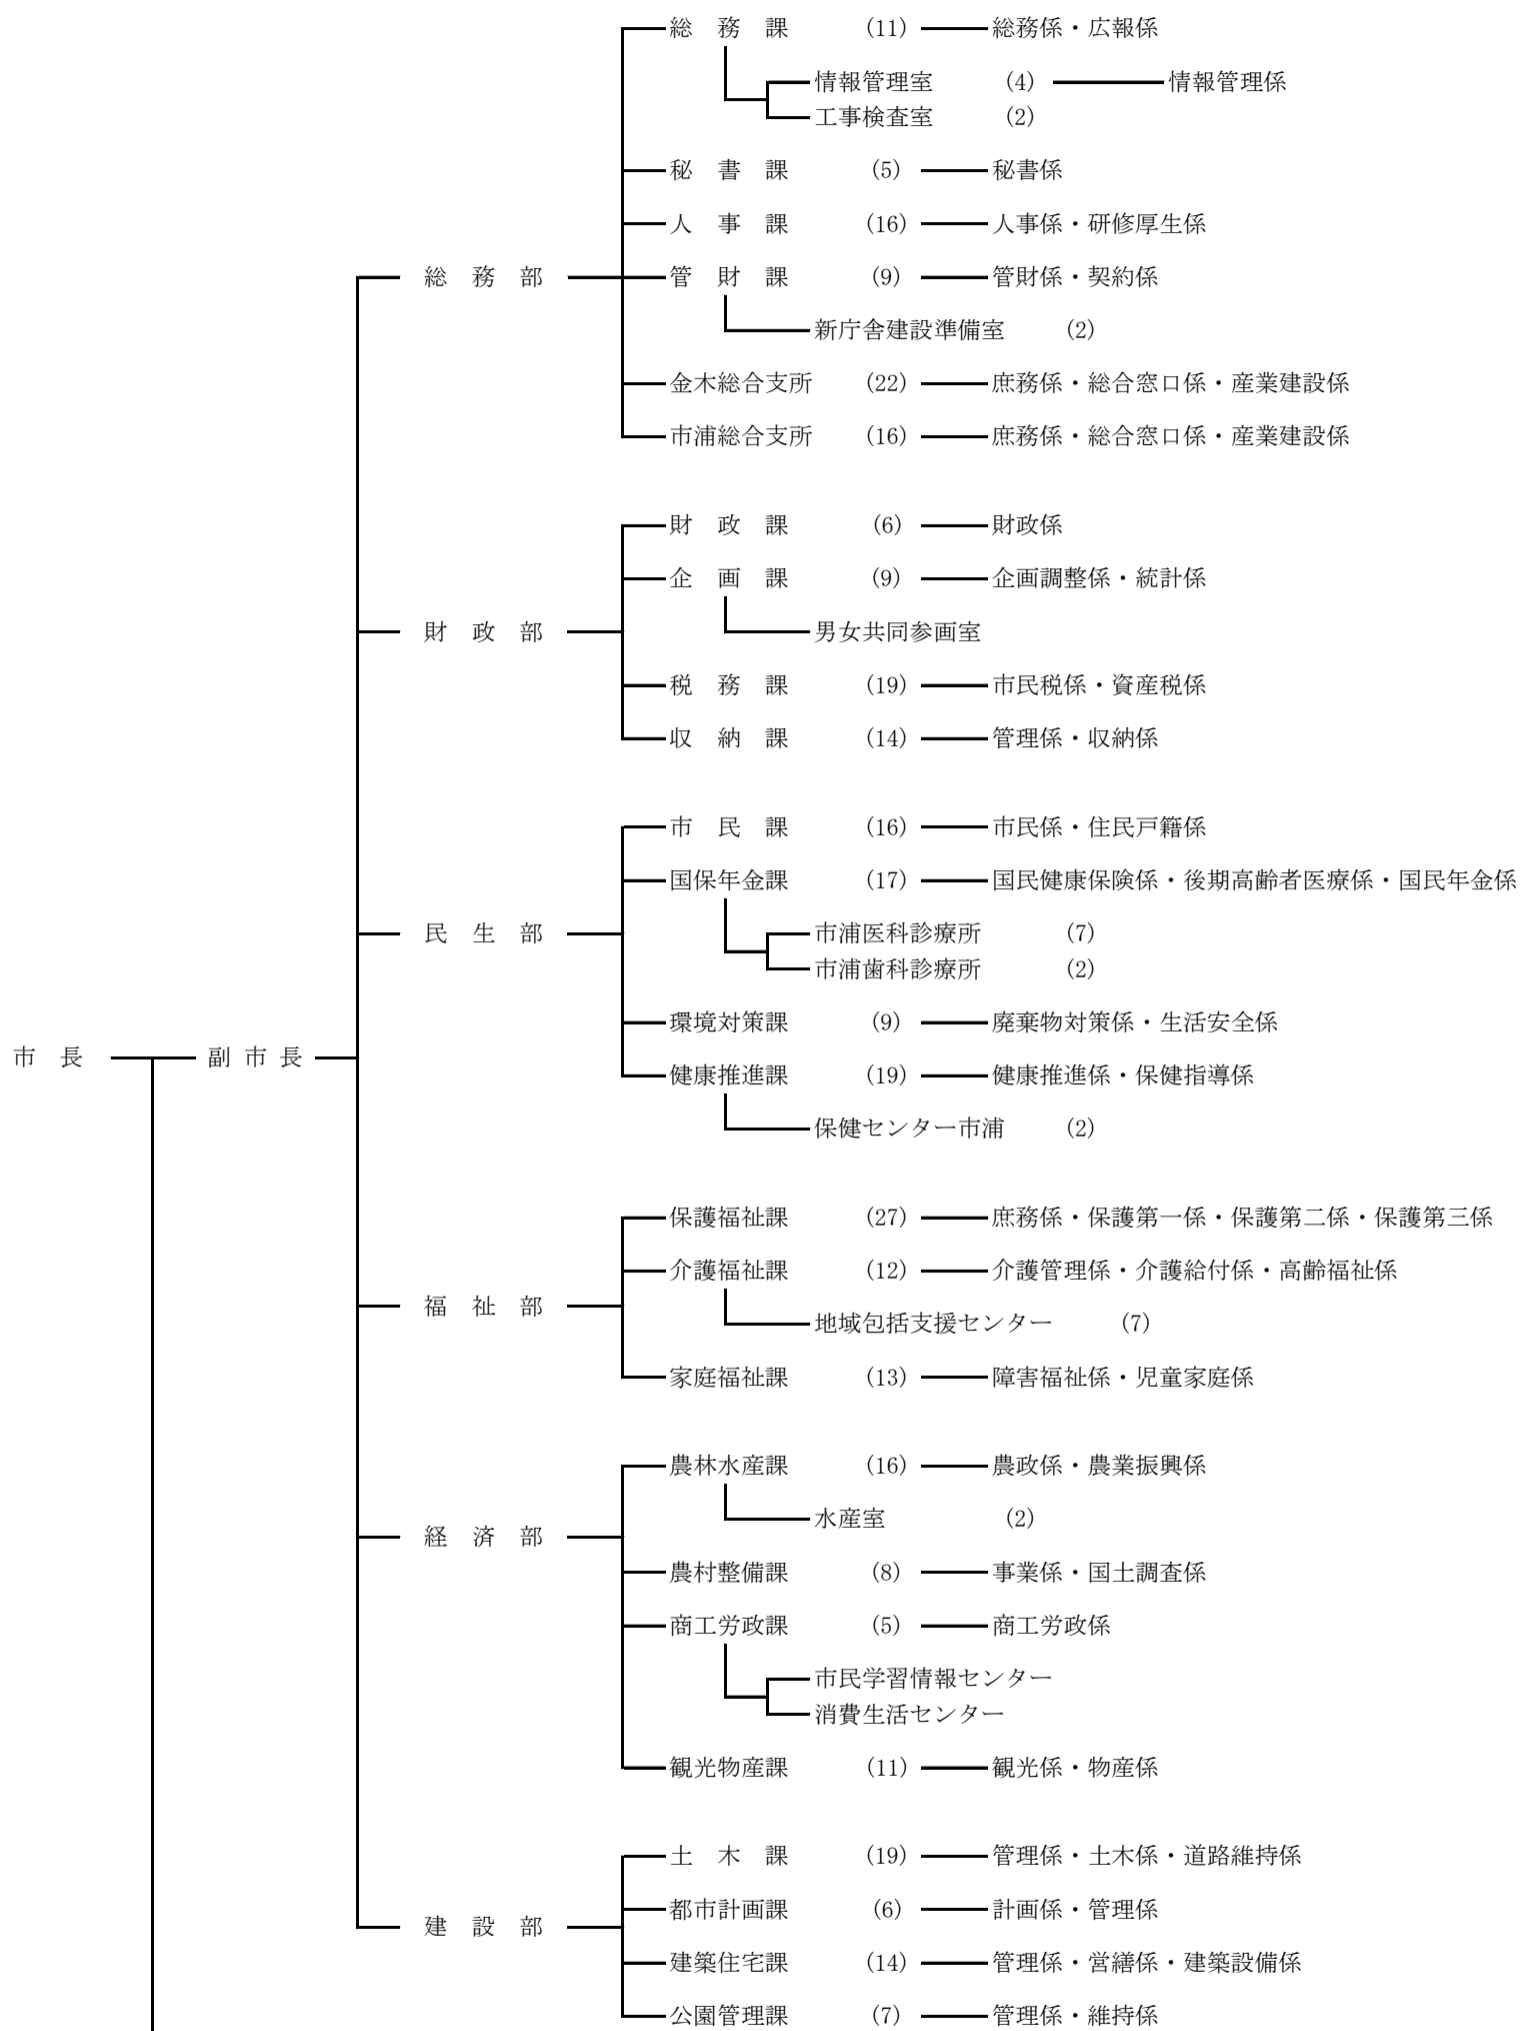 総務課 (11) 総務係・広報係
情報管理室 (4) 情報管理係
工事検査室 (2)
秘書課 (5) 秘書係
人事課 (16) 人事係・研修厚生係
総務部 管財課 (9) 管財係・契約係
新庁舎建設準備室 (2)
金木総合支所 (22) 庶務係・総合窓口係・産業建設係
市浦総合支所 (16) 庶務係・総合窓口係・産業建設係
財政課 (6) 財政係
企画課 (9) 企画調整係・統計係
財政部 男女共同参画室
税務課 (19) 市民税係・資産税係
収納課 (14) 管理係・収納係
市民課 (16) 市民係・住民戸籍係
国保年金課 (17) 国民健康保険係・後期高齢者医療係・国民年金係
民生部 市浦医科診療所 (7)
市浦歯科診療所 (2)
環境対策課 (9) 廃棄物対策係・生活安全係
市長 副市長
健康推進課 (19) 健康推進係・保健指導係
保健センター市浦 (2)
保護福祉課 (27) 庶務係・保護第一係・保護第二係・保護第三係
介護福祉課 (12) 介護管理係・介護給付係・高齢福祉係
福祉部
地域包括支援センター (7)
家庭福祉課 (13) 障害福祉係・児童家庭係
農林水産課 (16) 農政係・農業振興係
水産室 (2)
経済部
農村整備課 (8) 事業係・国土調査係
商工労政課 (5) 商工労政係
市民学習情報センター
消費生活センター
観光物産課 (11) 観光係・物産係
土木課 (19) 管理係・土木係・道路維持係
都市計画課 (6) 計画係・管理係
建設部
建築住宅課 (14) 管理係・営繕係・建築設備係
公園管理課 (7) 管理係・維持係